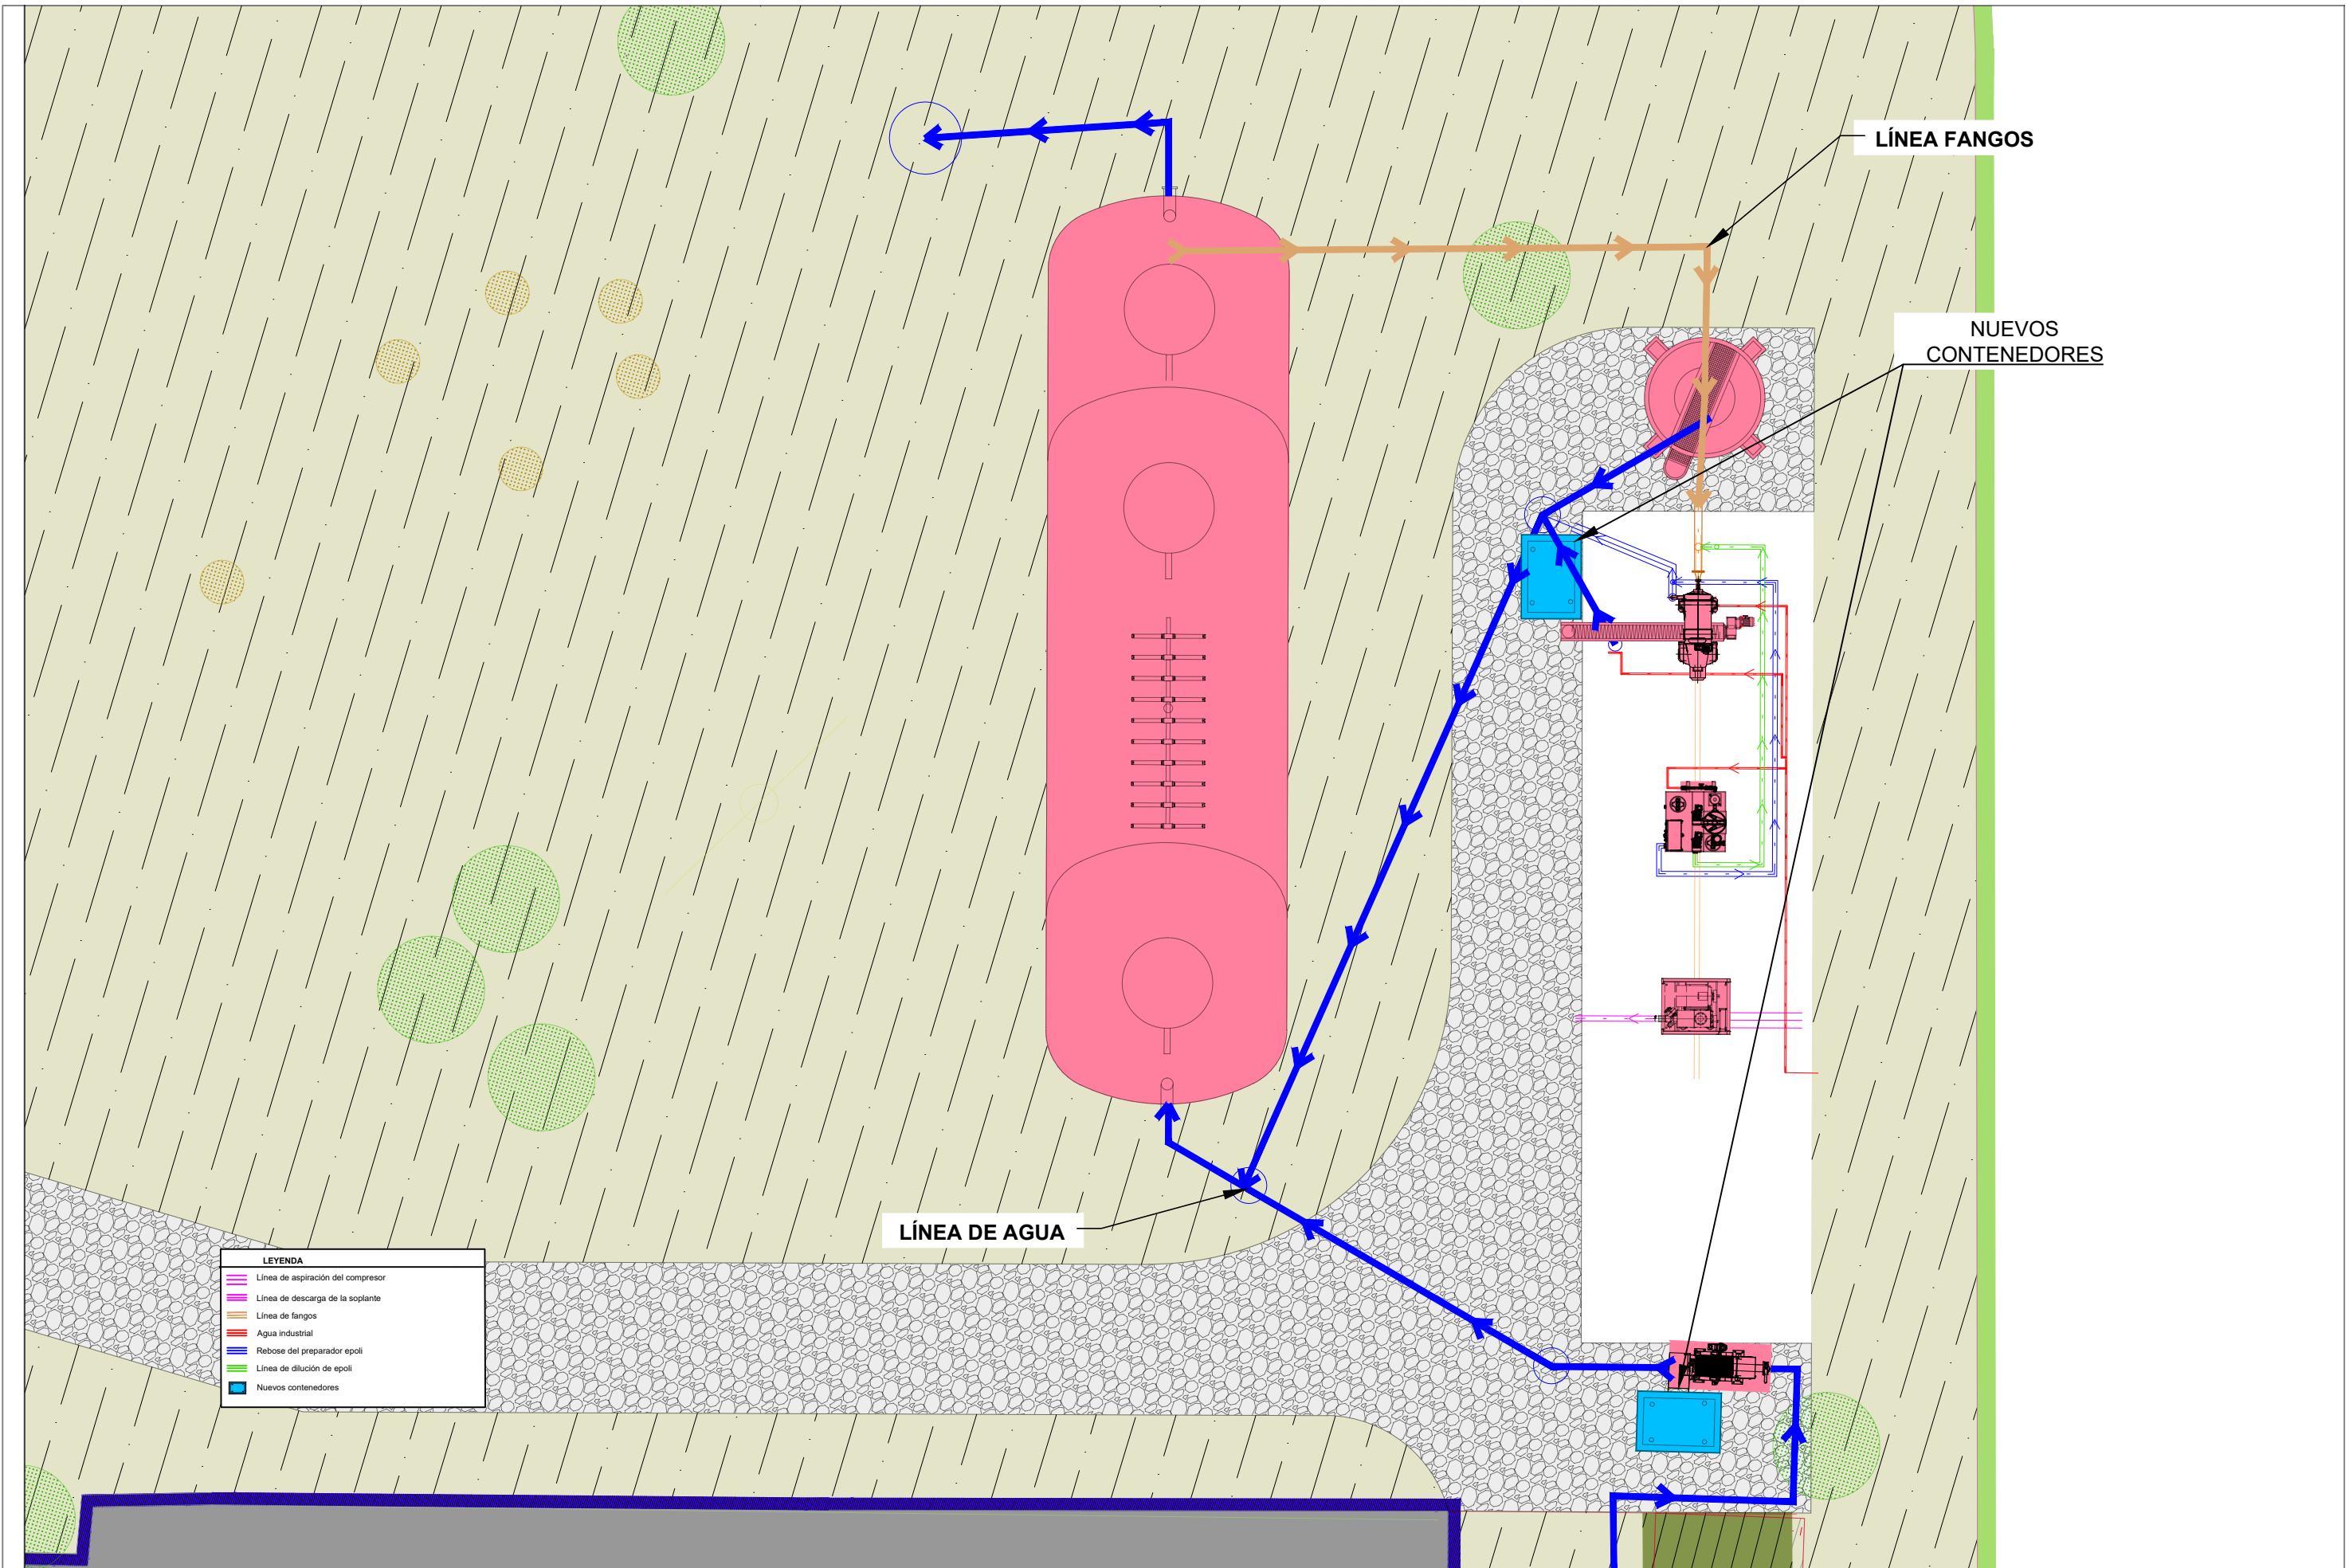 LÍNEA FANGOS
NUEVOS
CONTENEDORES
LÍNEA DE AGUA
LEYENDA
Línea de aspiración del compresor
Línea de descarga de la soplante
Línea de fangos
Agua industrial
Rebose del preparador epoli
Línea de dilución de epoli
Nuevos contenedores